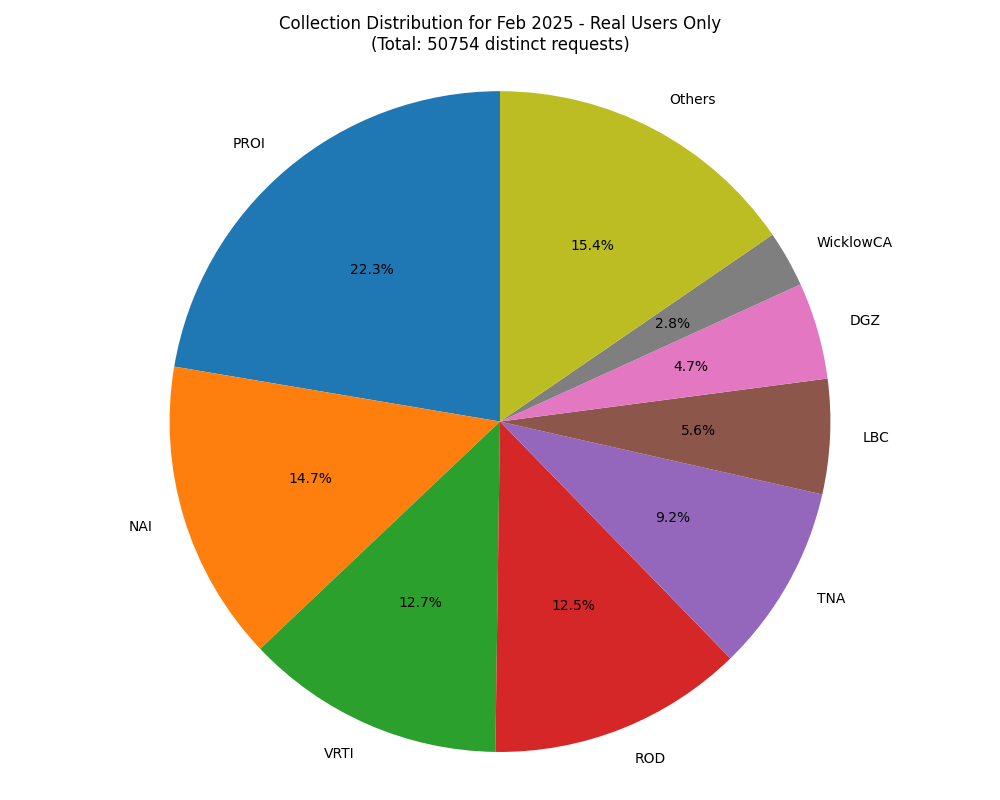 Collection Distribution for Feb 2025 - Real Users Only
(Total: 50754 distinct requests)
Others
PROI
WicklowCA
15.4%
22.3%
DGZ
2.8%
4.7%
5.6%
LBC
14.7%
9.2%
NAI
TNA
12.7%
12.5%
VRTI
ROD